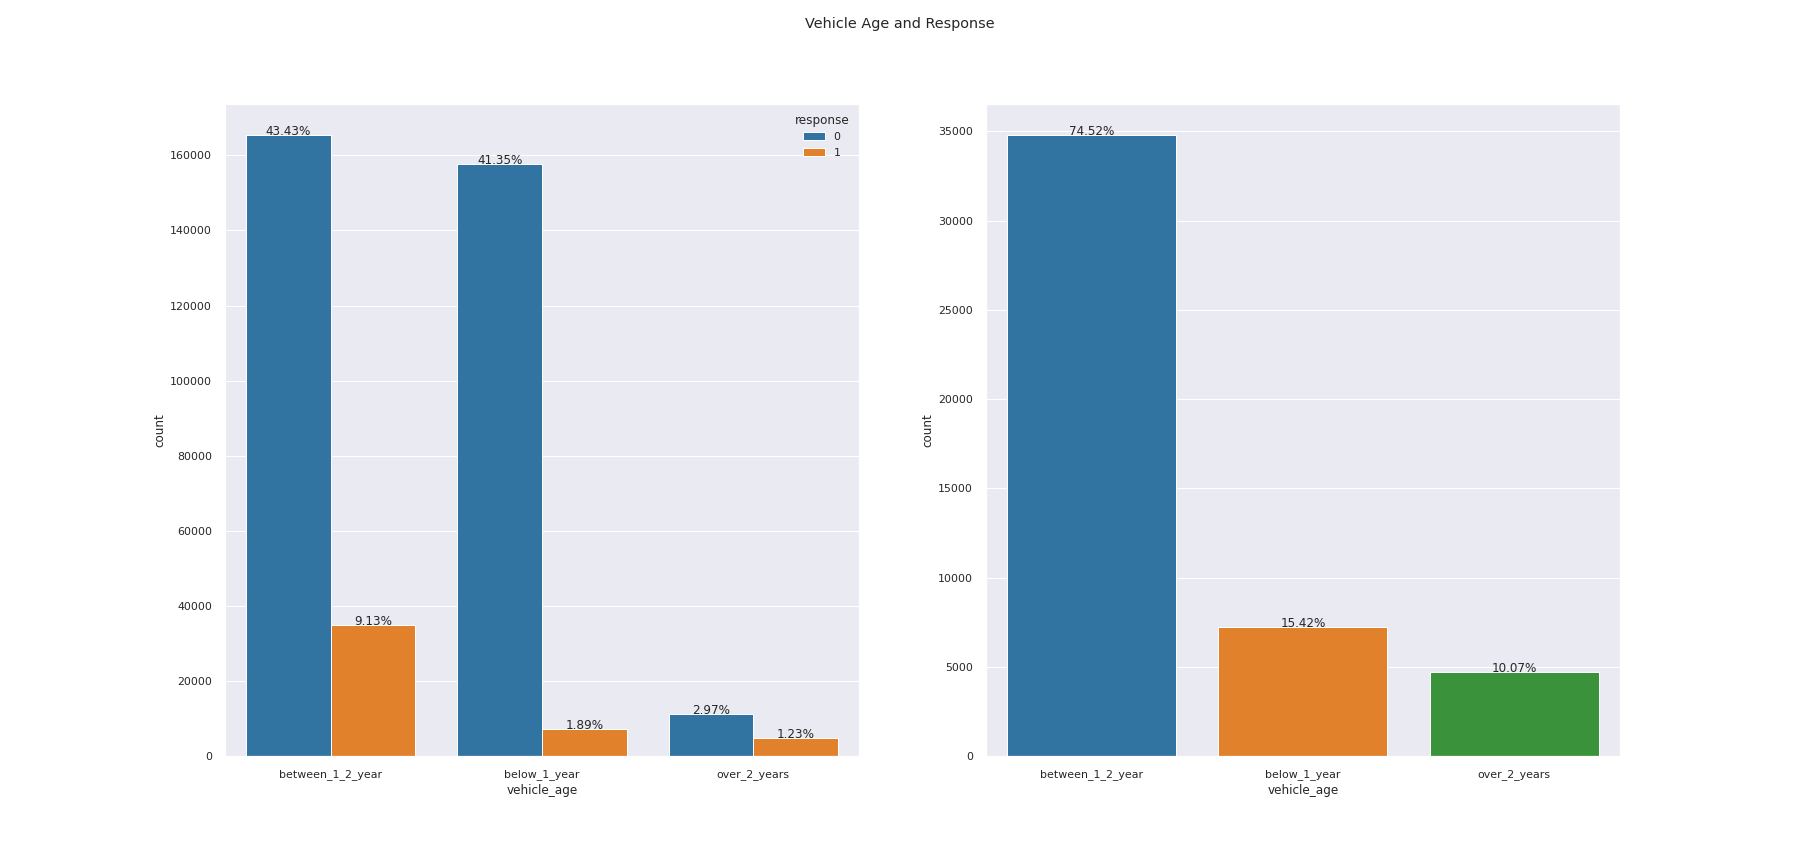 Vehicle Age and Response
43.43%
41.35%
9.13%
1.89%
2.97%
1.23%
response
0
1
160000
140000
120000
100000
80000
60000
40000
20000
0
count
between_1_2_year
below_1_year
over_2_years
vehicle_age
74.52%
15.42%
10.07%
35000
30000
25000
20000
15000
10000
5000
0
count
between_1_2_year
below_1_year
over_2_years
vehicle_age